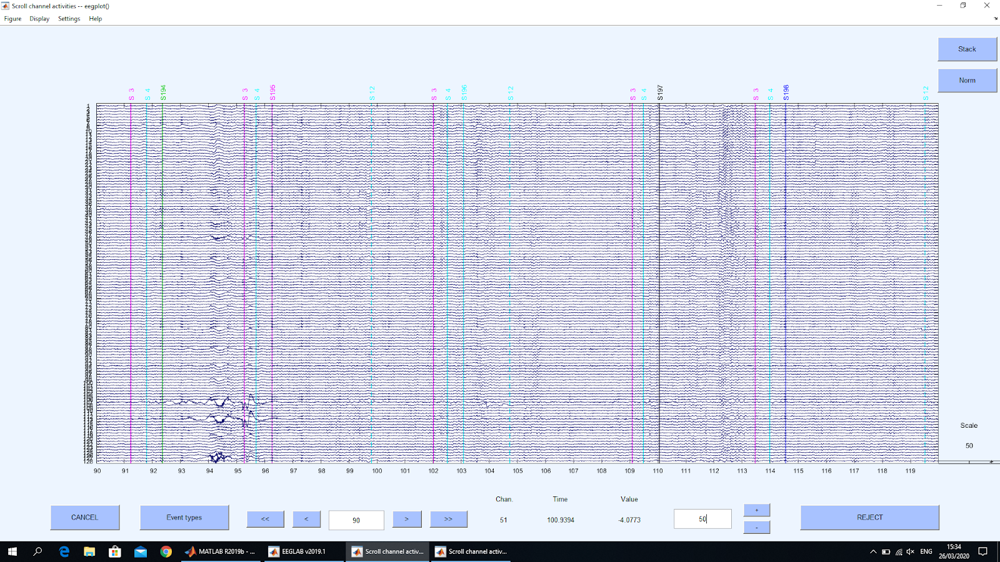 Scroll channel activities -- eegplot()
Figure Display Settings Help
Stack
Norm
S 3 S 4 S194 S 3 S 4 S195 S 12 S 3 S 4 S196 S 12 S 3 S 4 S197 S 3 S 4 S198 S 12
Scale
50
90 91 92 93 94 95 96 97 98 99 100 101 102 103 104 105 106 107 108 109 110 111 112 113 114 115 116 117 118 119
Chan. Time Value
CANCEL Event types << < 90 > >> 51 100.9394 -4.0773 50 + - REJECT
MATLAB R2019b - ... EEGLAB v2019.1 Scroll channel activ... Scroll channel activ... ENG 15:34
26/03/2020